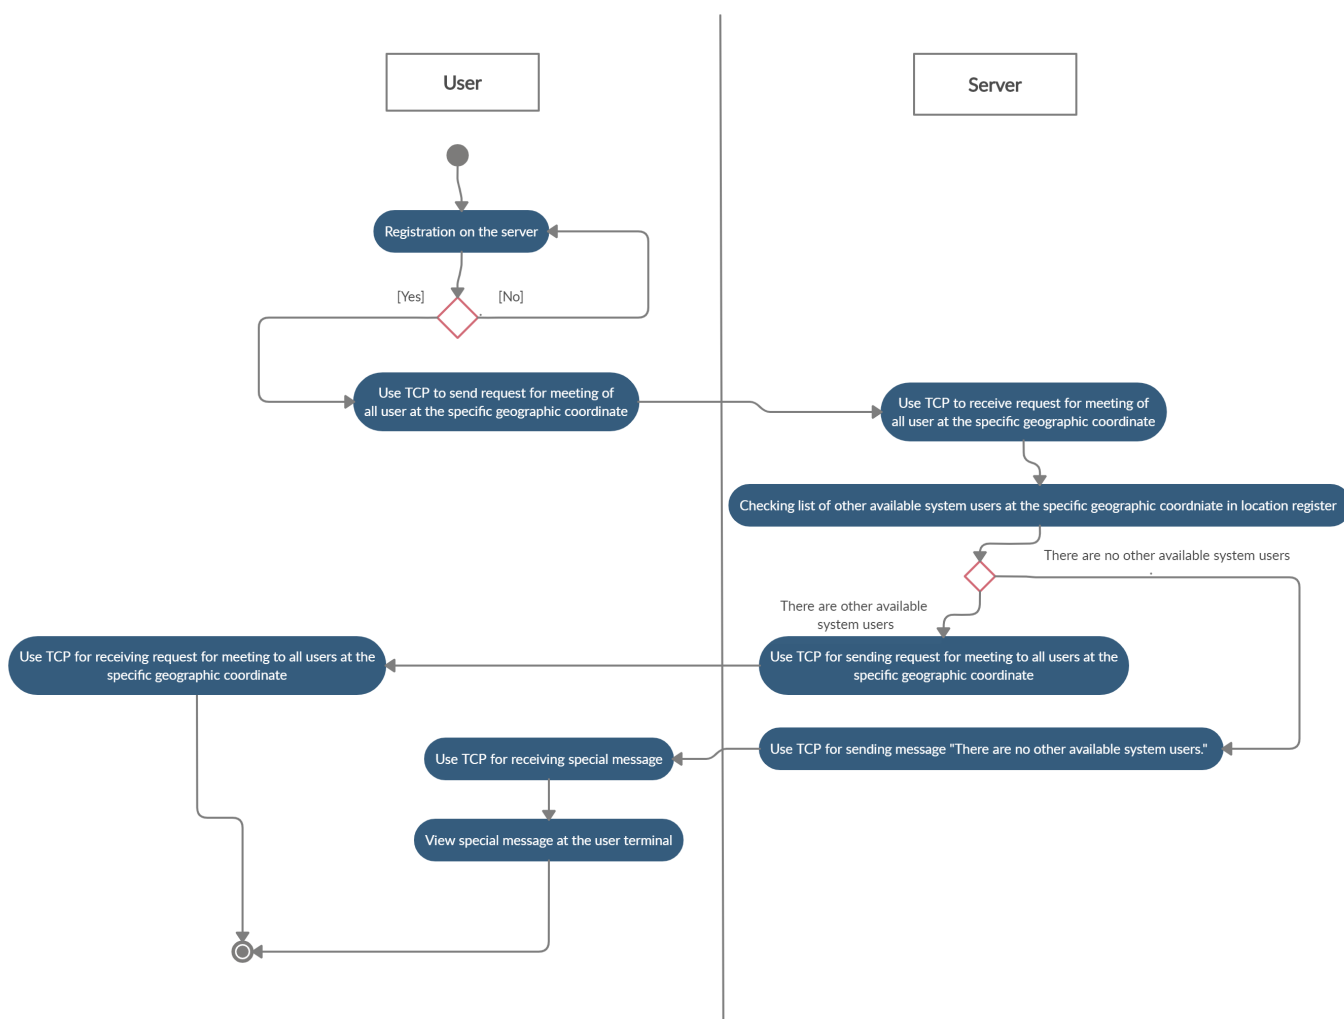 User
Server
Registration on the server
[Yes]
[No]
Use TCP to send request for meeting of
all user at the specific geographic coordinate
Use TCP to receive request for meeting of
all user at the specific geographic coordinate
Checking list of other available system users at the specific geographic coordniate in location register
There are no other available system users
There are other available
system users
Use TCP for receiving request for meeting to all users at the
specific geographic coordinate
Use TCP for sending request for meeting to all users at the
specific geographic coordinate
Use TCP for sending message "There are no other available system users."
Use TCP for receiving special message
View special message at the user terminal